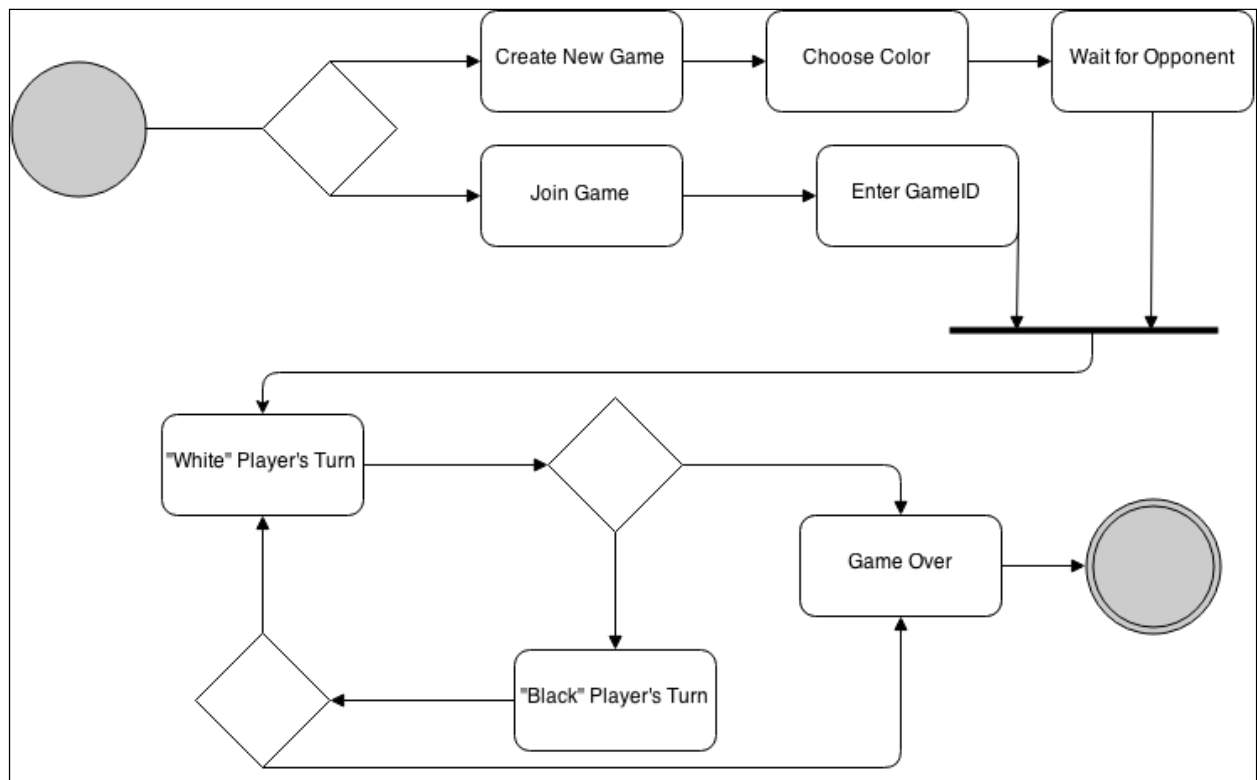 Create New Game
Choose Color
Wait for Opponent
Join Game
Enter GameID
"White" Player's Turn
Game Over
"Black" Player's Turn